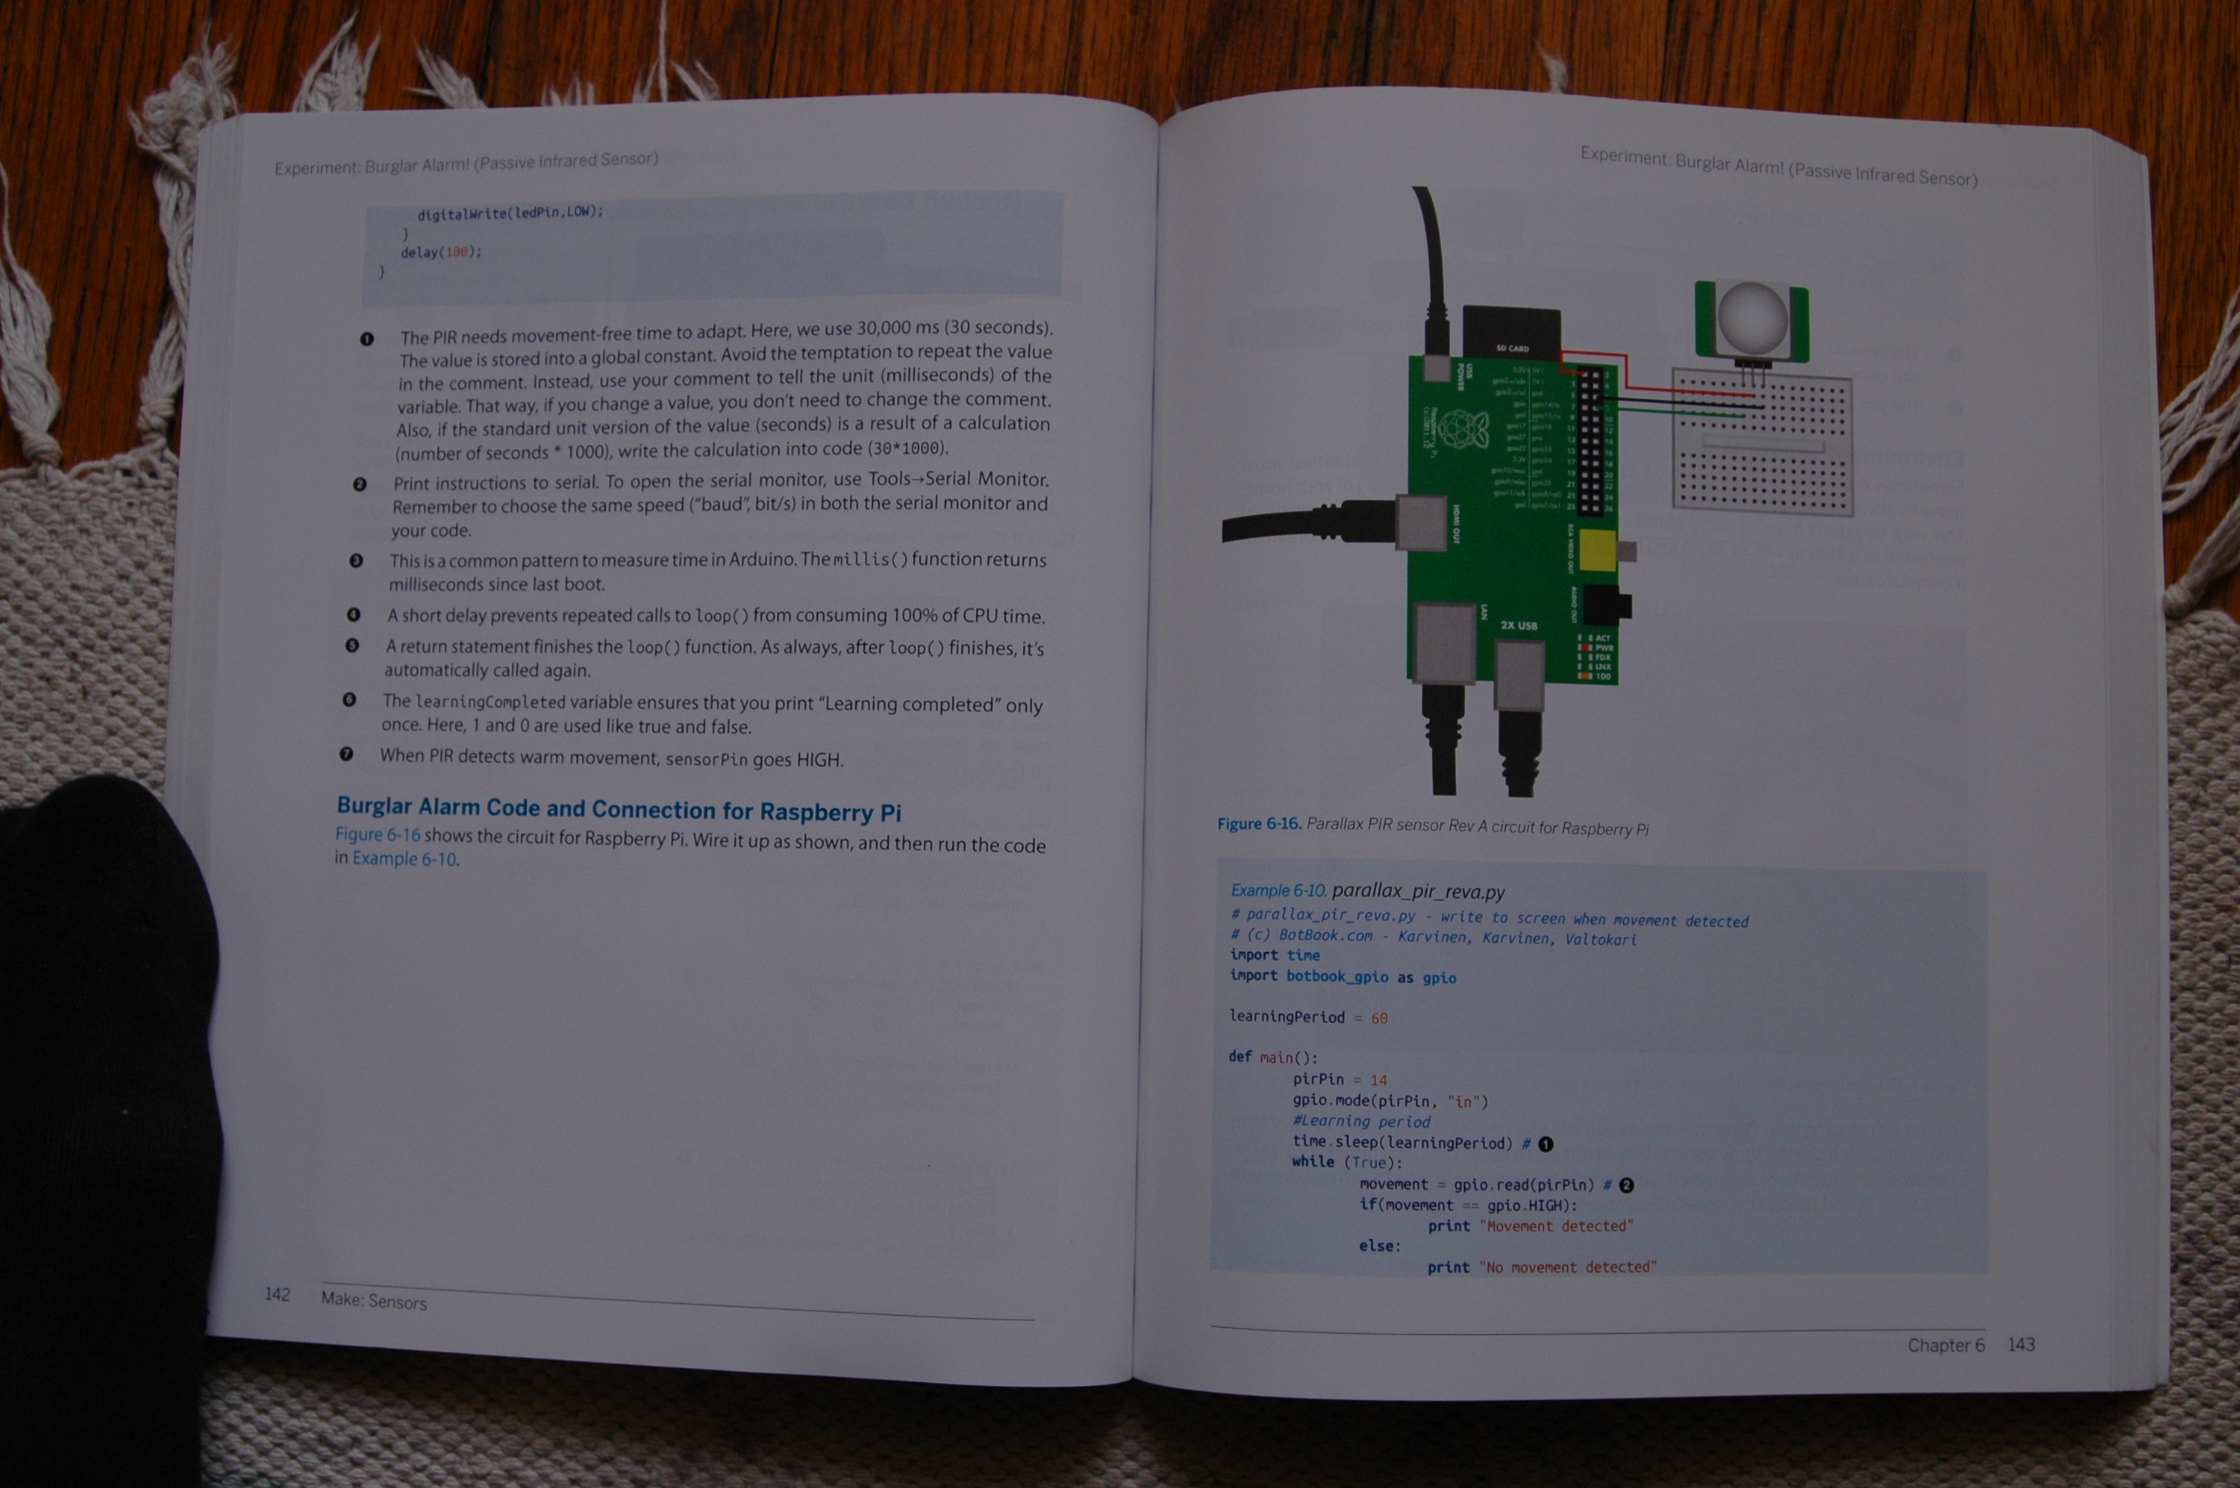 Experiment: Burglar Alarm! (Passive Infrared Sensor)
digitalWrite(ledPin,LOW);
}
delay(100);
}
❶ The PIR needs movement-free time to adapt. Here, we use 30,000 ms (30 seconds).
The value is stored into a global constant. Avoid the temptation to repeat the value
in the comment. Instead, use your comment to tell the unit (milliseconds) of the
variable. That way, if you change a value, you don't need to change the comment.
Also, if the standard unit version of the value (seconds) is a result of a calculation
(number of seconds * 1000), write the calculation into code (30*1000).
❷ Print instructions to serial. To open the serial monitor, use Tools→Serial Monitor.
Remember to choose the same speed ("baud", bit/s) in both the serial monitor and
your code.
❸ This is a common pattern to measure time in Arduino. The millis() function returns
milliseconds since last boot.
❹ A short delay prevents repeated calls to loop() from consuming 100% of CPU time.
❺ A return statement finishes the loop() function. As always, after loop() finishes, it's
automatically called again.
❻ The learningCompleted variable ensures that you print "Learning completed" only
once. Here, 1 and 0 are used like true and false.
❼ When PIR detects warm movement, sensorPin goes HIGH.
Burglar Alarm Code and Connection for Raspberry Pi
Figure 6-16 shows the circuit for Raspberry Pi. Wire it up as shown, and then run the code
in Example 6-10.
142 Make: Sensors
Experiment: Burglar Alarm! (Passive Infrared Sensor)
SD CARD
USB
POWER
Raspberry Pi
HDMI OUT
LAN
2X USB
RCA VIDEO OUT
AUDIO OUT
ACT
PWR
FDX
LNK
100
Figure 6-16. Parallax PIR sensor Rev A circuit for Raspberry Pi
Example 6-10. parallax_pir_reva.py
# parallax_pir_reva.py - write to screen when movement detected
# (c) BotBook.com - Karvinen, Karvinen, Valtokari
import time
import botbook_gpio as gpio
learningPeriod = 60
def main():
pirPin = 14
gpio.mode(pirPin, "in")
#Learning period
time.sleep(learningPeriod) # ❶
while (True):
movement = gpio.read(pirPin) # ❷
if(movement == gpio.HIGH):
print "Movement detected"
else:
print "No movement detected"
Chapter 6 143